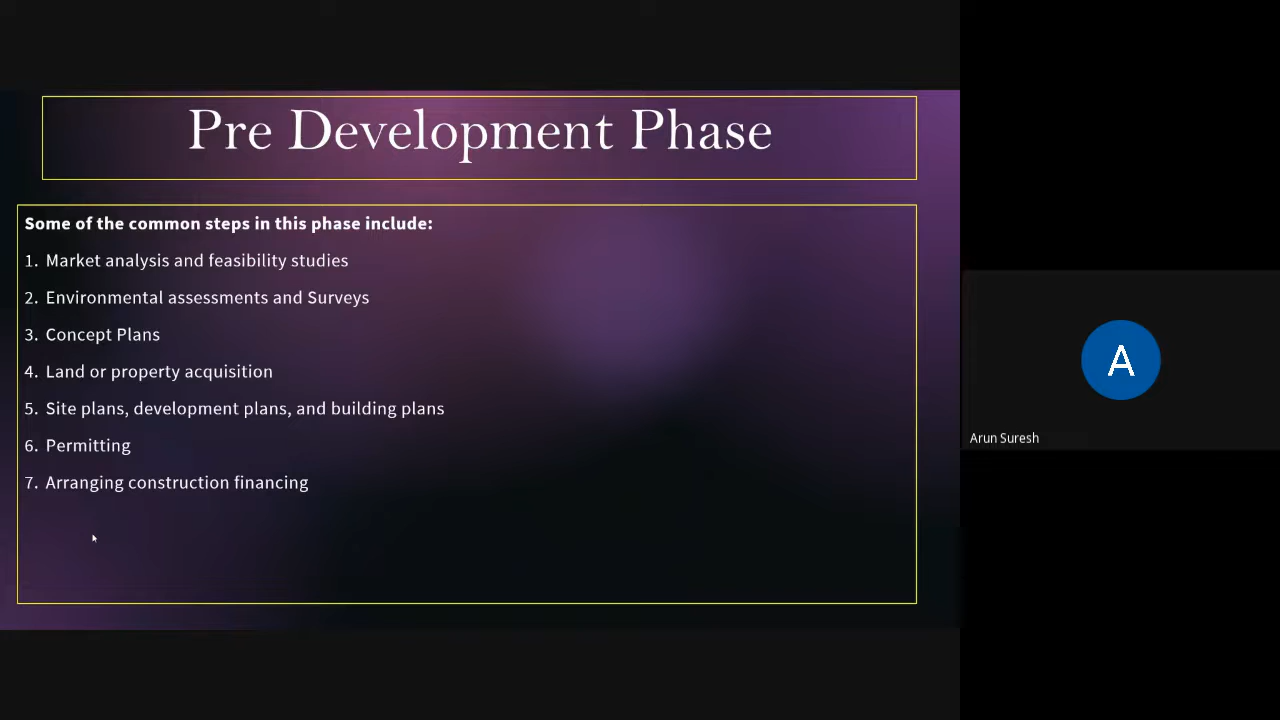 Pre Development Phase
Some of the common steps in this phase include:
1. Market analysis and feasibility studies
2. Environmental assessments and Surveys
3. Concept Plans
4. Land or property acquisition
5. Site plans, development plans, and building plans
6. Permitting
7. Arranging construction financing
A
Arun Suresh